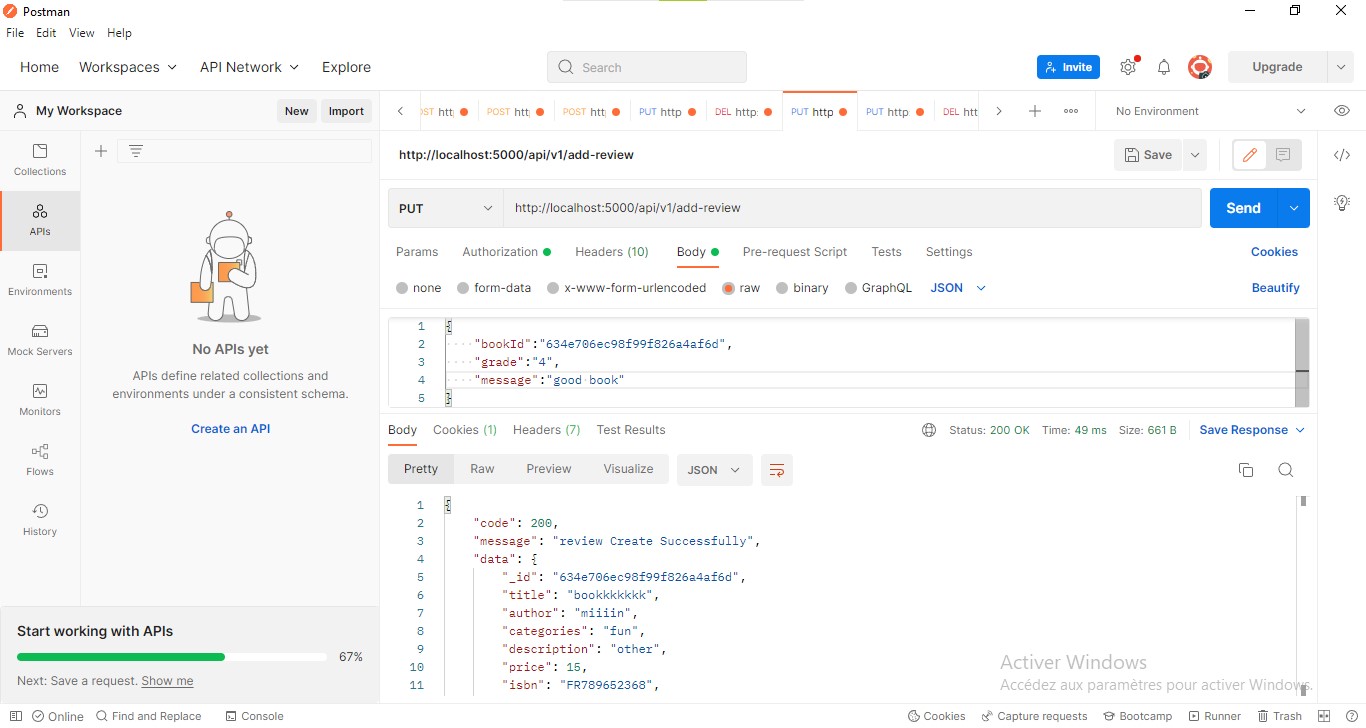 Postman
File Edit View Help
Home Workspaces API Network Explore
Search
Invite
Upgrade
My Workspace
New Import
OST htt POST htt POST htt PUT http DEL http: PUT http PUT http DEL htt
No Environment
Collections
APIs
Environments
Mock Servers
Monitors
Flows
History
No APIs yet
APIs define related collections and
environments under a consistent schema.
Create an API
Start working with APIs
67%
Next: Save a request. Show me
http://localhost:5000/api/v1/add-review
Save
PUT http://localhost:5000/api/v1/add-review
Send
Params Authorization Headers (10) Body Pre-request Script Tests Settings
Cookies
none form-data x-www-form-urlencoded raw binary GraphQL JSON
Beautify
1 {
2 "bookId":"634e706ec98f99f826a4af6d",
3 "grade":"4",
4 "message":"good book"
5 }
Body Cookies (1) Headers (7) Test Results
Status: 200 OK Time: 49 ms Size: 661 B
Save Response
Pretty Raw Preview Visualize JSON
1 {
2 "code": 200,
3 "message": "review Create Successfully",
4 "data": {
5 "_id": "634e706ec98f99f826a4af6d",
6 "title": "bookkkkkkk",
7 "author": "miiiin",
8 "categories": "fun",
9 "description": "other",
10 "price": 15,
11 "isbn": "FR789652368",
Activer Windows
Accédez aux paramètres pour activer Windows.
Online Find and Replace Console
Cookies Capture requests Bootcamp Runner Trash